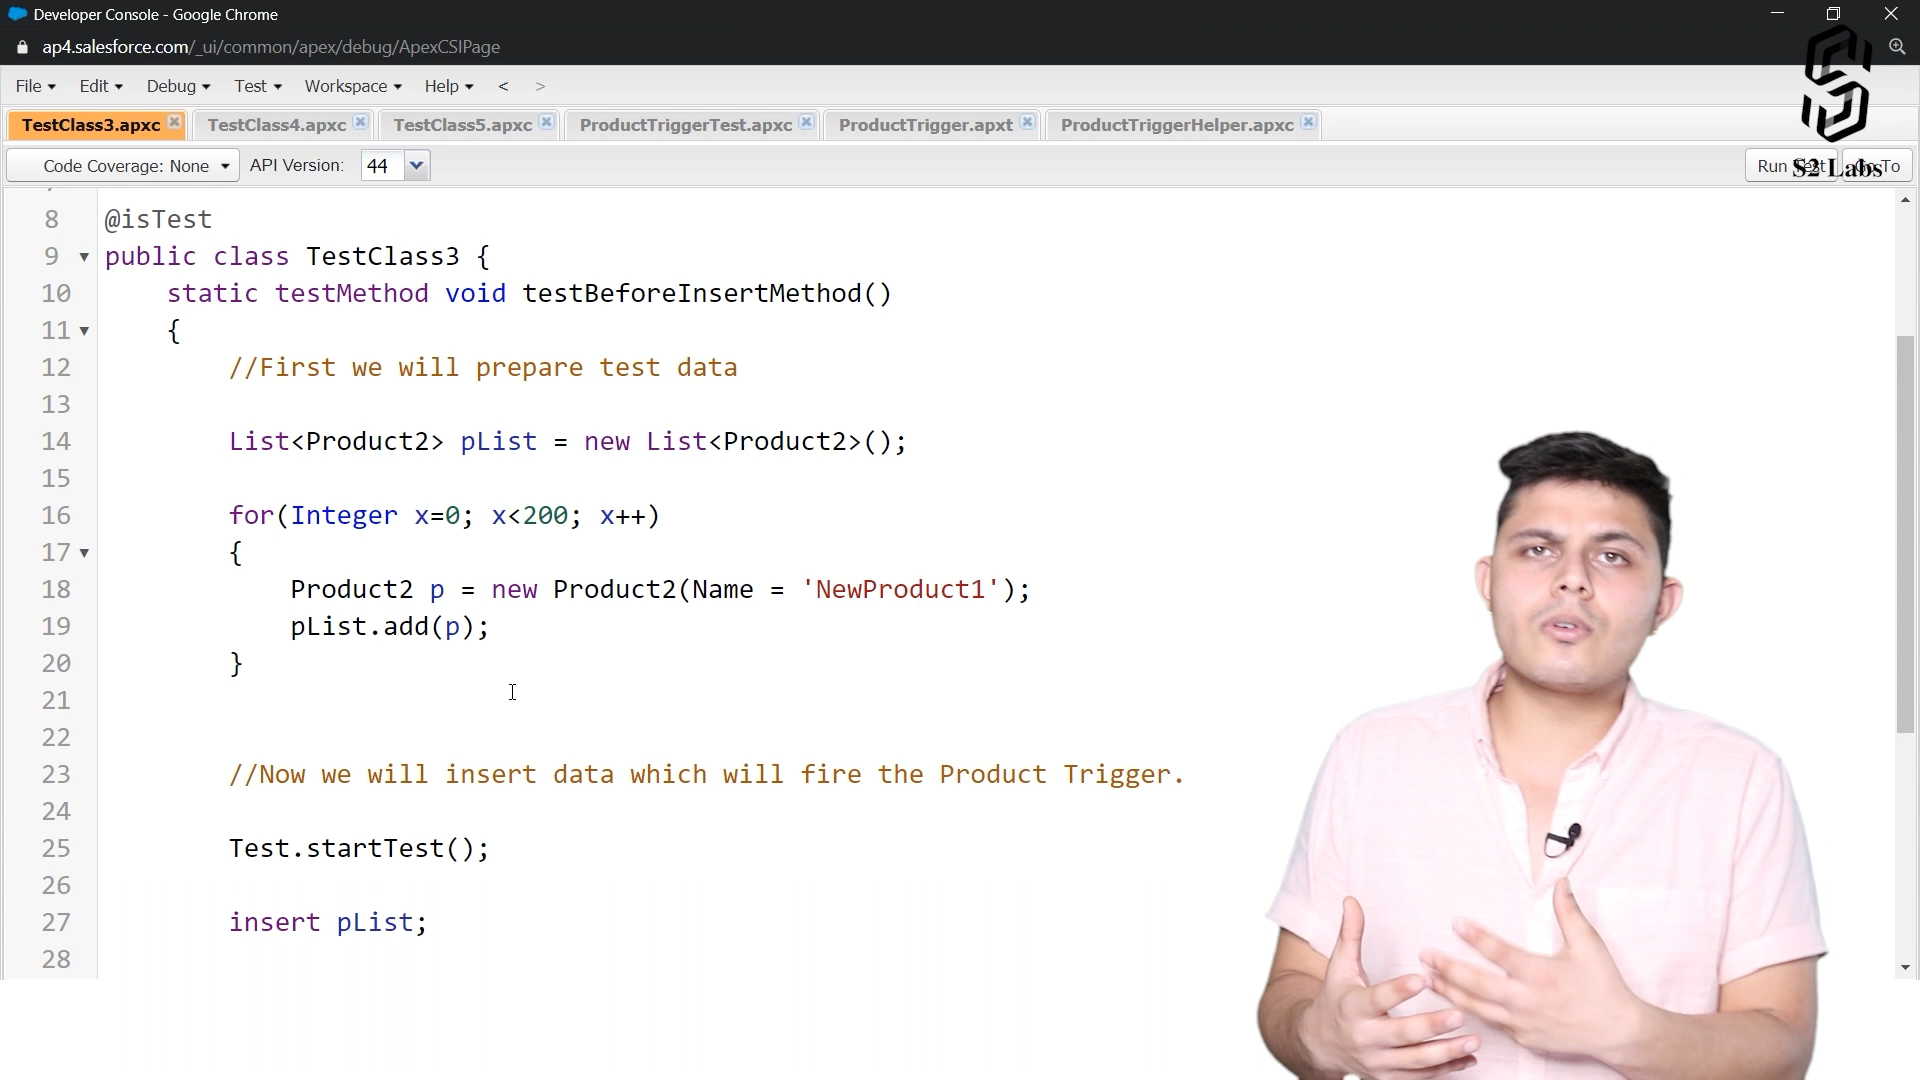 Developer Console - Google Chrome
ap4.salesforce.com/_ui/common/apex/debug/ApexCSIPage
File Edit Debug Test Workspace Help < >
TestClass3.apxc TestClass4.apxc TestClass5.apxc ProductTriggerTest.apxc ProductTrigger.apxt ProductTriggerHelper.apxc
Code Coverage: None API Version: 44 Run Test Go To
S2 Labs
8 @isTest
9 public class TestClass3 {
10 static testMethod void testBeforeInsertMethod()
11 {
12 //First we will prepare test data
13
14 List<Product2> pList = new List<Product2>();
15
16 for(Integer x=0; x<200; x++)
17 {
18 Product2 p = new Product2(Name = 'NewProduct1');
19 pList.add(p);
20 }
21
22
23 //Now we will insert data which will fire the Product Trigger.
24
25 Test.startTest();
26
27 insert pList;
28